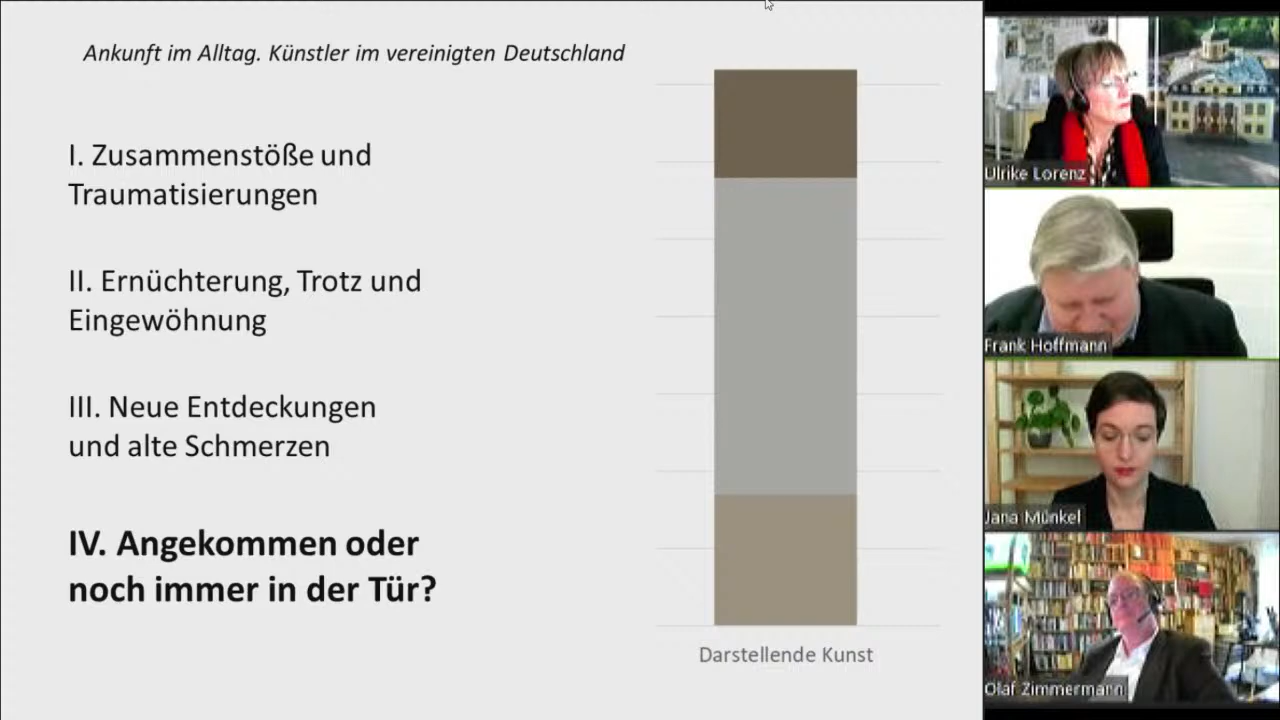 Ankunft im Alltag. Künstler im vereinigten Deutschland
I. Zusammenstöße und
Traumatisierungen
II. Ernüchterung, Trotz und
Eingewöhnung
III. Neue Entdeckungen
und alte Schmerzen
IV. Angekommen oder
noch immer in der Tür?
Darstellende Kunst
Ulrike Lorenz
Frank Hoffmann
Jana Münkel
Olaf Zimmermann